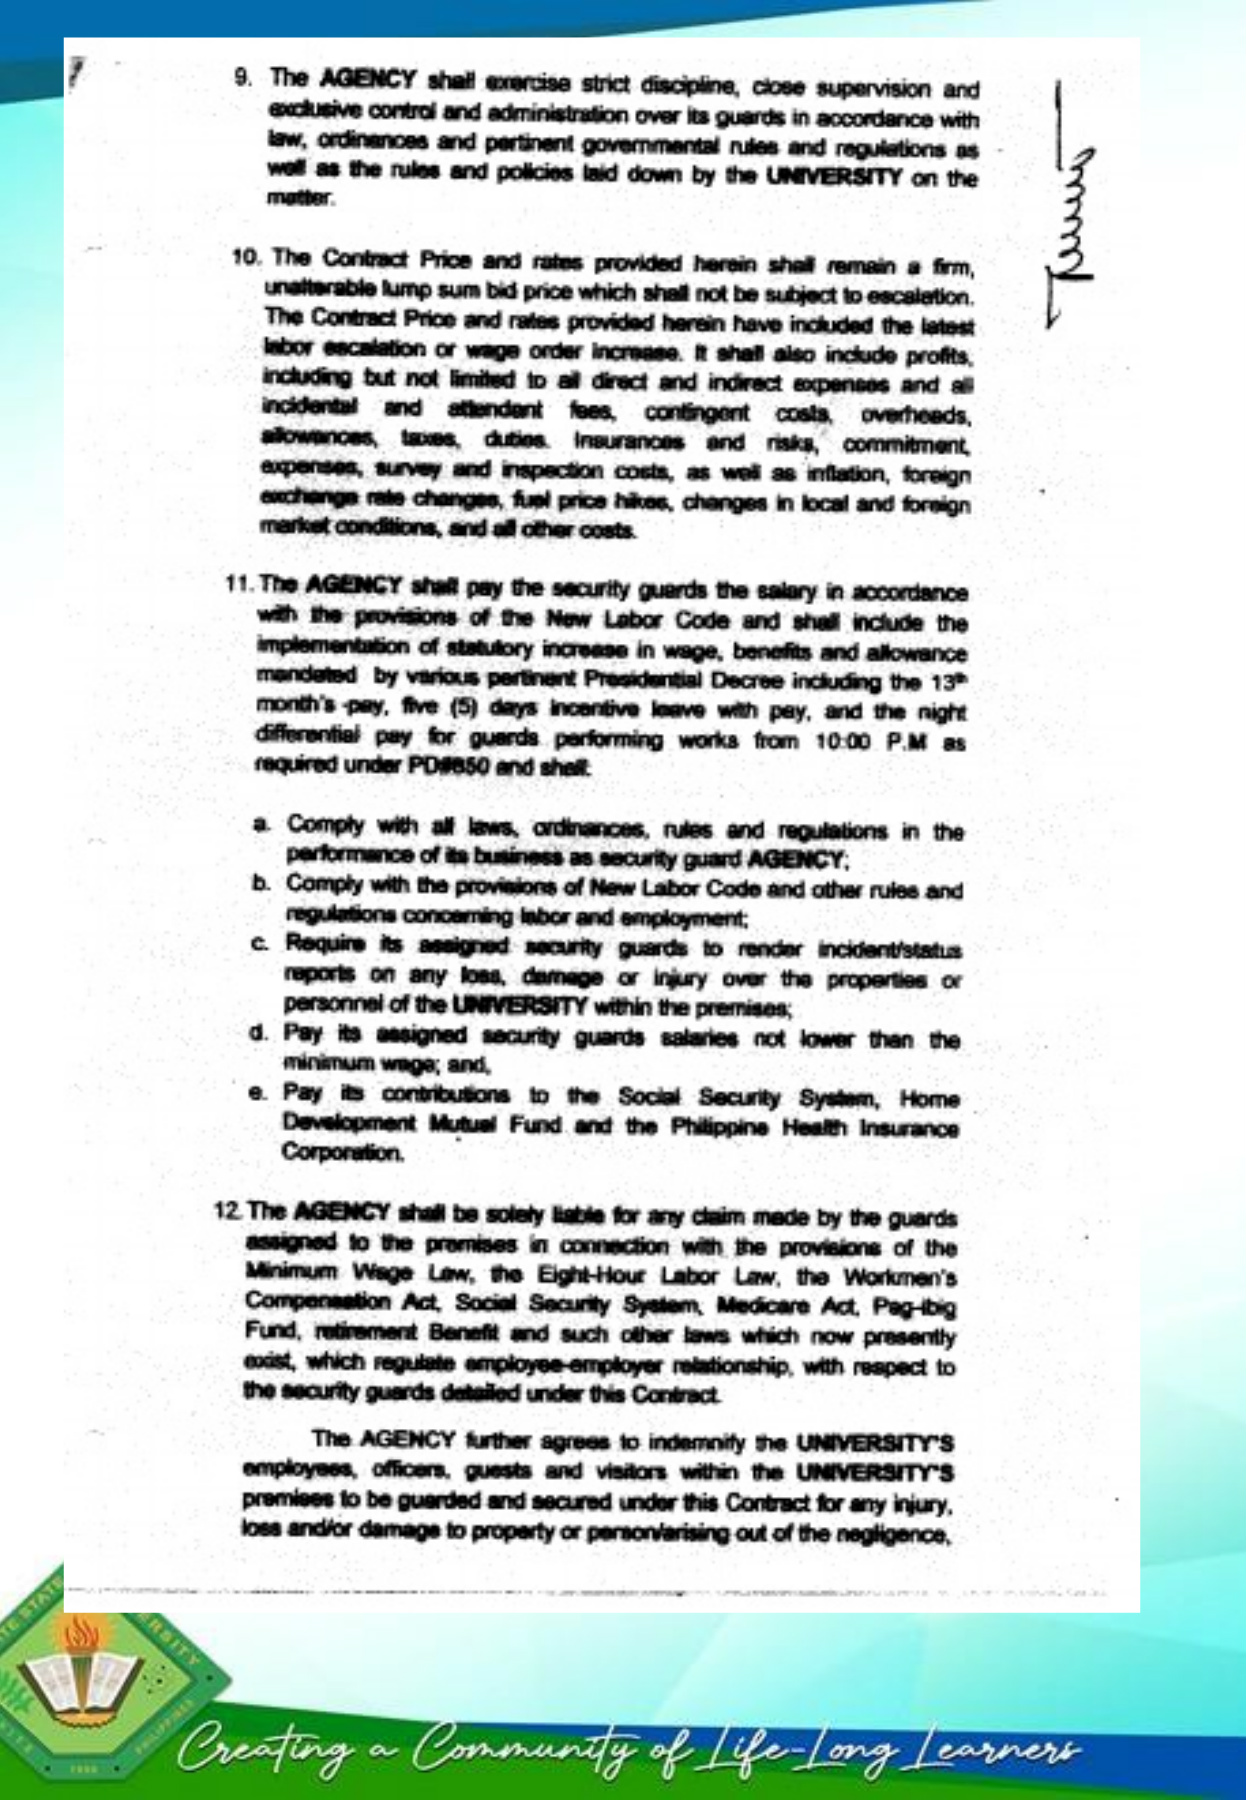 9. The AGENCY shall exercise strict discipline, close supervision and
exclusive control and administration over its guards in accordance with
law, ordinances and pertinent governmental rules and regulations as
well as the rules and policies laid down by the UNIVERSITY on the
matter.
10. The Contract Price and rates provided herein shall remain a firm,
unalterable lump sum bid price which shall not be subject to escalation.
The Contract Price and rates provided herein have included the latest
labor escalation or wage order increase. It shall also include profits,
including but not limited to all direct and indirect expenses and all
incidental and attendant fees, contingent costs, overheads,
allowances, taxes, duties. Insurances and risks, commitment,
expenses, survey and inspection costs, as well as inflation, foreign
exchange rate changes, fuel price hikes, changes in local and foreign
market conditions, and all other costs.
11. The AGENCY shall pay the security guards the salary in accordance
with the provisions of the New Labor Code and shall include the
implementation of statutory increase in wage, benefits and allowance
mandated by various pertinent Presidential Decree including the 13th
month's -pay, five (5) days incentive leave with pay, and the night
differential pay for guards performing works from 10:00 P.M as
required under PD#850 and shall:
a. Comply with all laws, ordinances, rules and regulations in the
performance of its business as security guard AGENCY;
b. Comply with the provisions of New Labor Code and other rules and
regulations concerning labor and employment;
c. Require its assigned security guards to render incident/status
reports on any loss, damage or injury over the properties or
personnel of the UNIVERSITY within the premises;
d. Pay its assigned security guards salaries not lower than the
minimum wage; and,
e. Pay its contributions to the Social Security System, Home
Development Mutual Fund and the Philippine Health Insurance
Corporation.
12. The AGENCY shall be solely liable for any claim made by the guards
assigned to the premises in connection with the provisions of the
Minimum Wage Law, the Eight-Hour Labor Law, the Workmen's
Compensation Act, Social Security System, Medicare Act, Pag-ibig
Fund, retirement Benefit and such other laws which now presently
exist, which regulate employee-employer relationship, with respect to
the security guards detailed under this Contract.
The AGENCY further agrees to indemnify the UNIVERSITY'S
employees, officers, guests and visitors within the UNIVERSITY'S
premises to be guarded and secured under this Contract for any injury,
loss and/or damage to property or person/arising out of the negligence,
PHILIPPINES
Creating a Community of Life-Long Learners